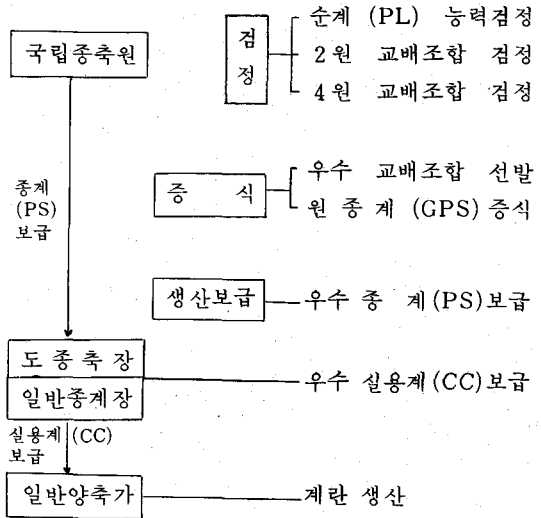 순계 (PL) 능력검정
국립종축원
검정
2원 교배조합 검정
4원 교배조합 검정
종계
(PS)
보급
증 식
우수 교배조합 선발
원 종 계 (GPS) 증식
생산보급
우수 종 계 (PS) 보급
도 종 축 장
일반종계장
우수 실용계 (CC) 보급
실용계 (CC)
보급
일반양축가
계란 생산